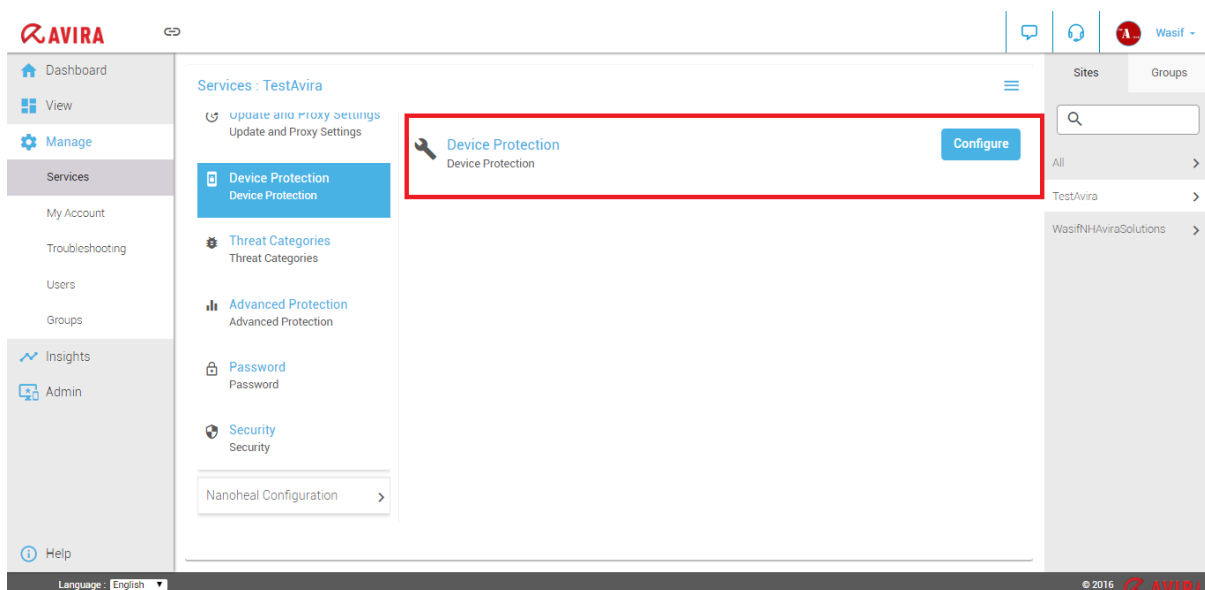 AVIRA
Wasif
Dashboard
View
Manage
Services
My Account
Troubleshooting
Users
Groups
Insights
Admin
Help
Services : TestAvira
Update and Proxy Settings
Update and Proxy Settings
Device Protection
Device Protection
Threat Categories
Threat Categories
Advanced Protection
Advanced Protection
Password
Password
Security
Security
Nanoheal Configuration
Device Protection
Device Protection
Configure
Sites Groups
All
TestAvira
WasifNHAviraSolutions
Language : English
© 2016 AVIRA